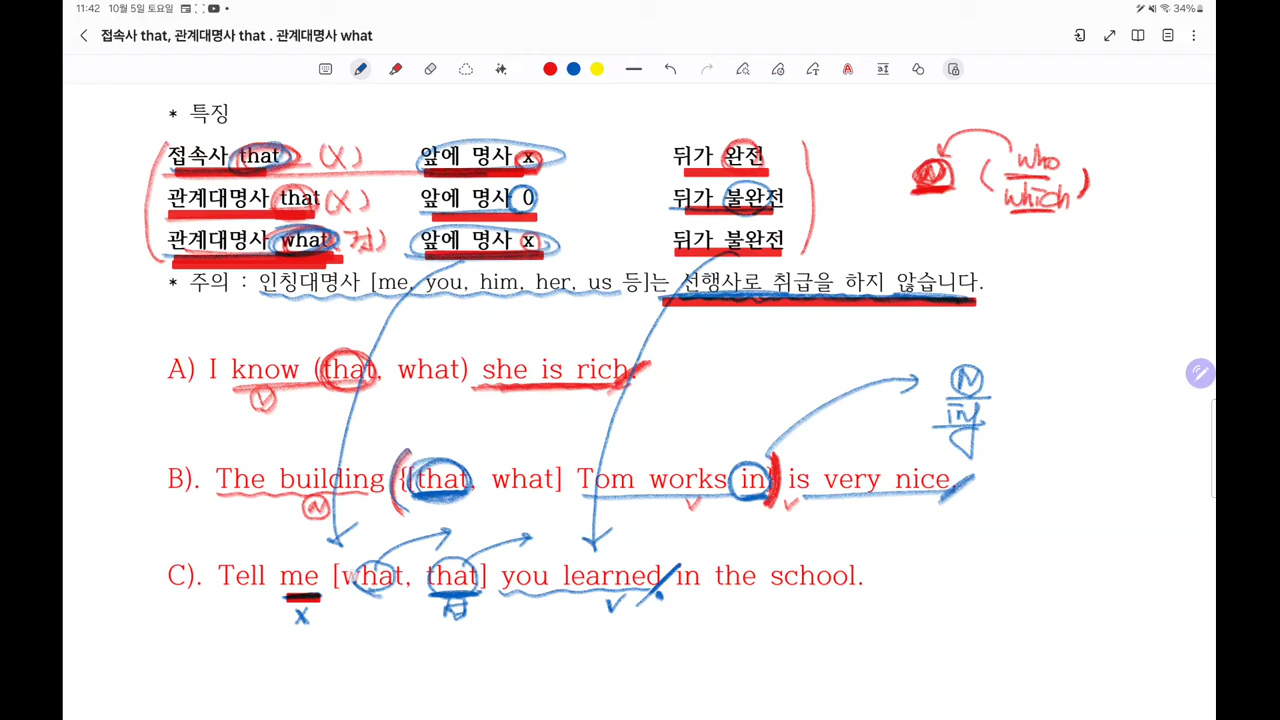 11:42 10월 5일 토요일 34%
접속사 that, 관계대명사 that . 관계대명사 what
* 특징
접속사 that (X) 앞에 명사 x 뒤가 완전
관계대명사 that (X) 앞에 명사 0 뒤가 불완전
관계대명사 what 앞에 명사 x 뒤가 불완전
N ( who
which )
* 주의 : 인칭대명사 [me, you, him, her, us 등]는 선행사로 취급을 하지 않습니다.
A) I know (that, what) she is rich.
V
N
ing
B). The building {[that, what] Tom works in} is very nice.
N V V
C). Tell me [what, that] you learned in the school.
X V